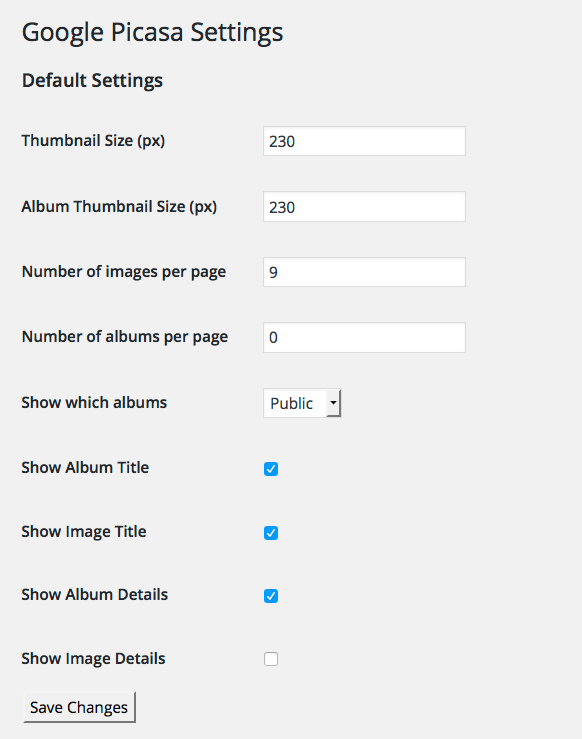 Google Picasa Settings
Default Settings
Thumbnail Size (px) 230
Album Thumbnail Size (px) 230
Number of images per page 9
Number of albums per page 0
Show which albums Public
Show Album Title
Show Image Title
Show Album Details
Show Image Details
Save Changes